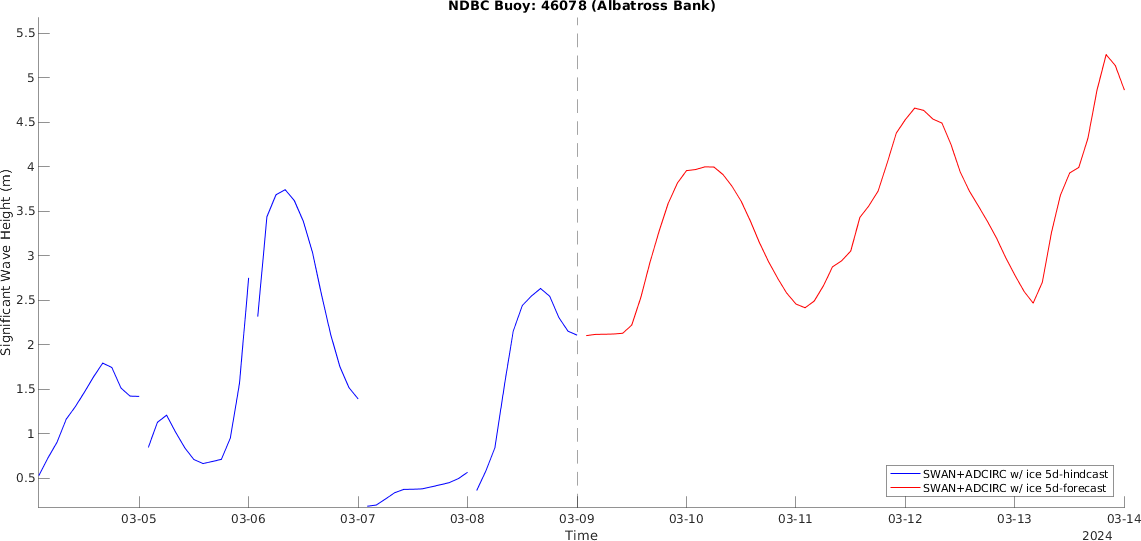 NDBC Buoy: 46078 (Albatross Bank)
5.5
5
4.5
4
3.5
3
2.5
2
1.5
1
0.5
Significant Wave Height (m)
SWAN+ADCIRC w/ ice 5d-hindcast
SWAN+ADCIRC w/ ice 5d-forecast
03-05 03-06 03-07 03-08 03-09 03-10 03-11 03-12 03-13 03-14
Time
2024